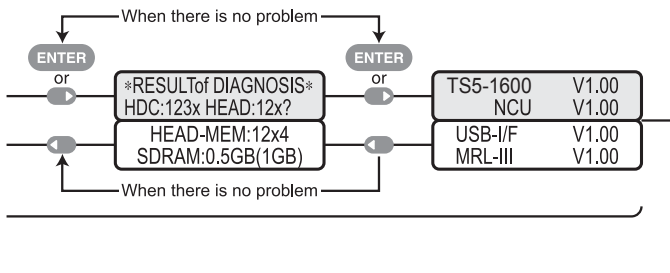 When there is no problem
ENTER
ENTER
or
or
*RESULTof DIAGNOSIS*
HDC:123x HEAD:12x?
HEAD-MEM:12x4
SDRAM:0.5GB(1GB)
TS5-1600 V1.00
NCU V1.00
USB-I/F V1.00
MRL-III V1.00
When there is no problem